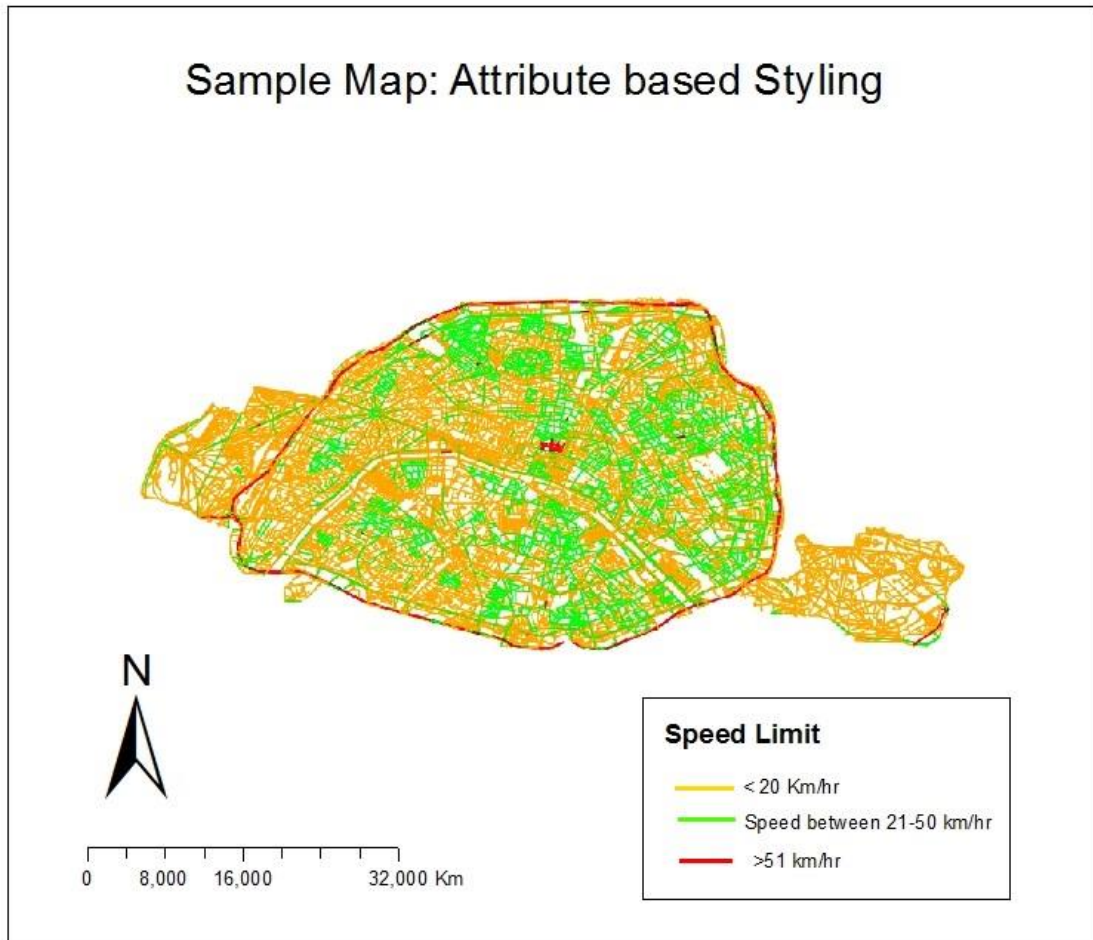 Sample Map: Attribute based Styling
N
0 8,000 16,000 32,000 Km
Speed Limit
< 20 Km/hr
Speed between 21-50 km/hr
>51 km/hr